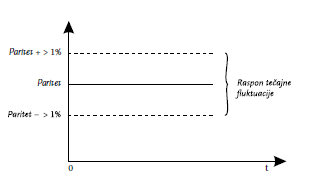 Paritet + > 1%
Paritet
Raspon tečajne
fluktuacije
Paritet – > 1%
0
t